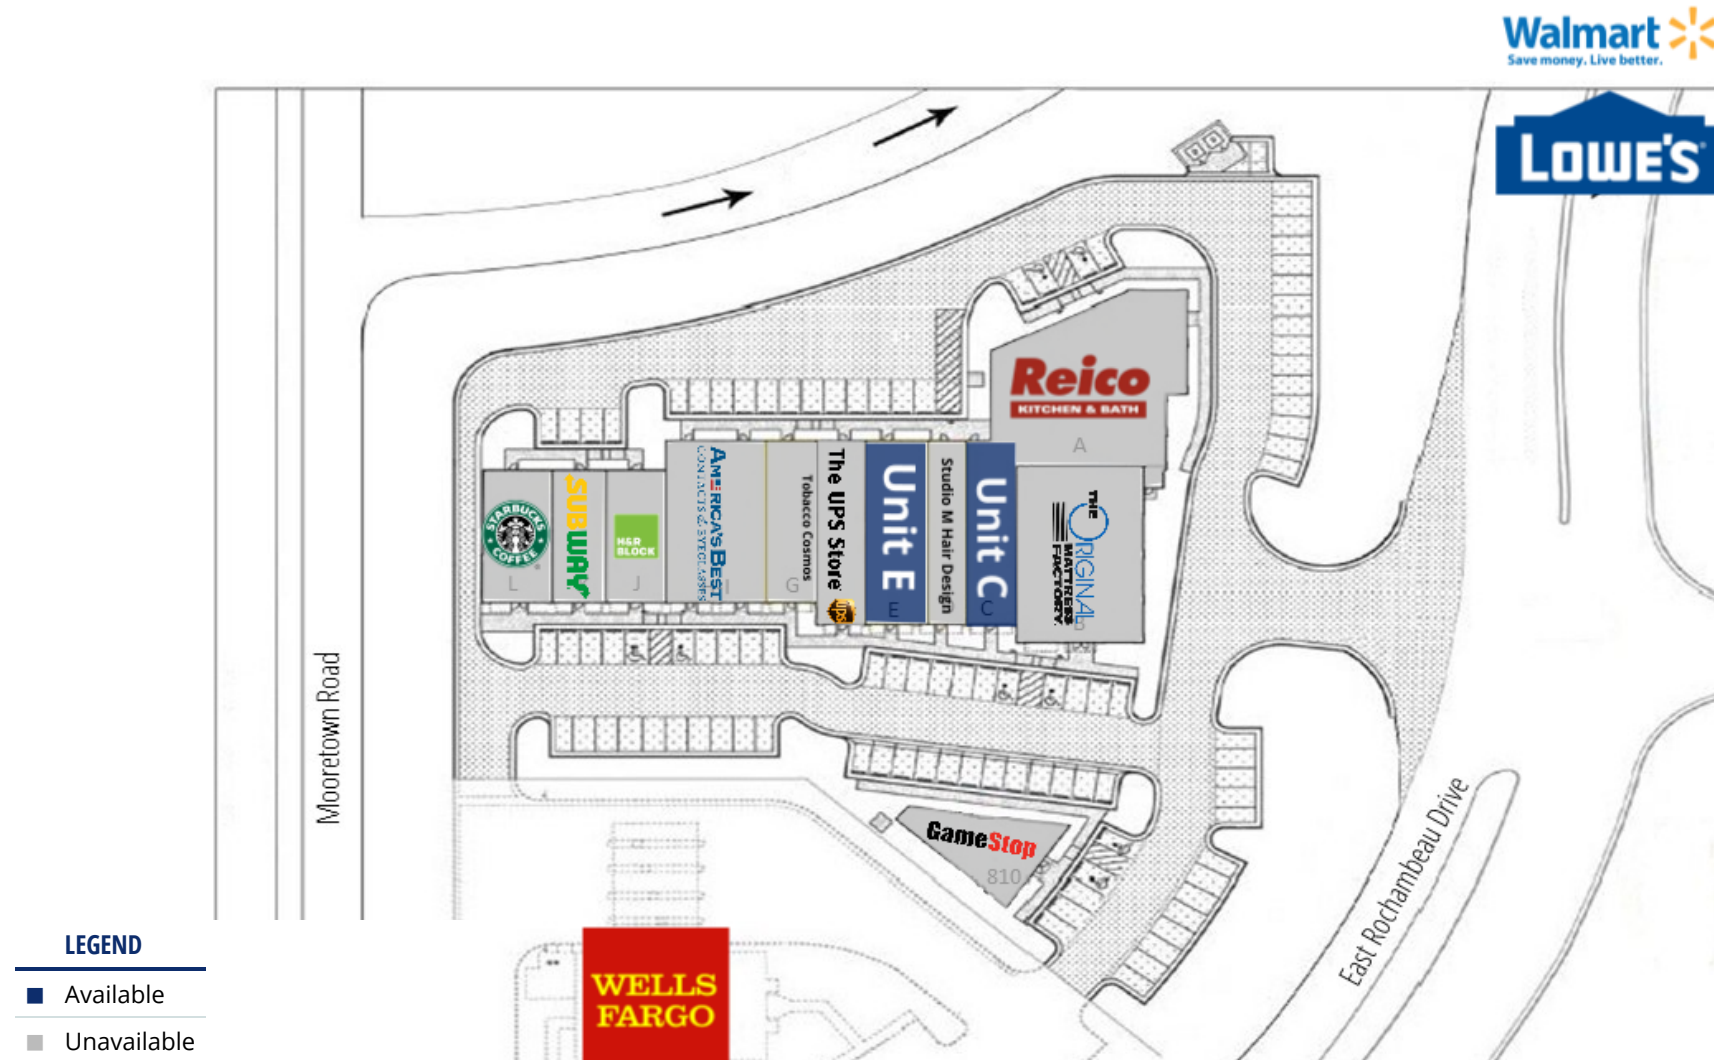 Walmart
Save money. Live better.
LOWE'S
Reico
KITCHEN & BATH
A
STARBUCKS
COFFEE
L
SUBWAY
H&R
BLOCK
J
AMERICA'S BEST
CONTACTS & EYEGLASSES
I
Tobacco Cosmos
G
The UPS Store
ups
Unit E
E
Studio M Hair Design
Unit C
C
THE
ORIGINAL
MATTRESS
FACTORY
B
Mooretown Road
GameStop
810
East Rochambeau Drive
WELLS
FARGO
LEGEND
Available
Unavailable